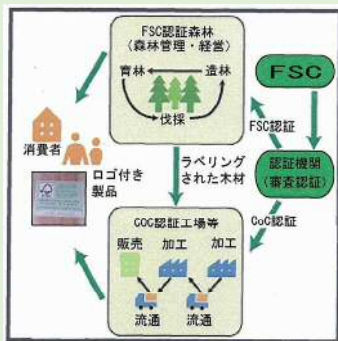 FSC認証森林
(森林管理・経営)
育林
造林
伐採
FSC
FSC認証
消費者
ロゴ付き
製品
ラベリング
された木材
認証機関
(審査認証)
CoC認証
COC認証工場等
販売
加工
加工
流通
流通